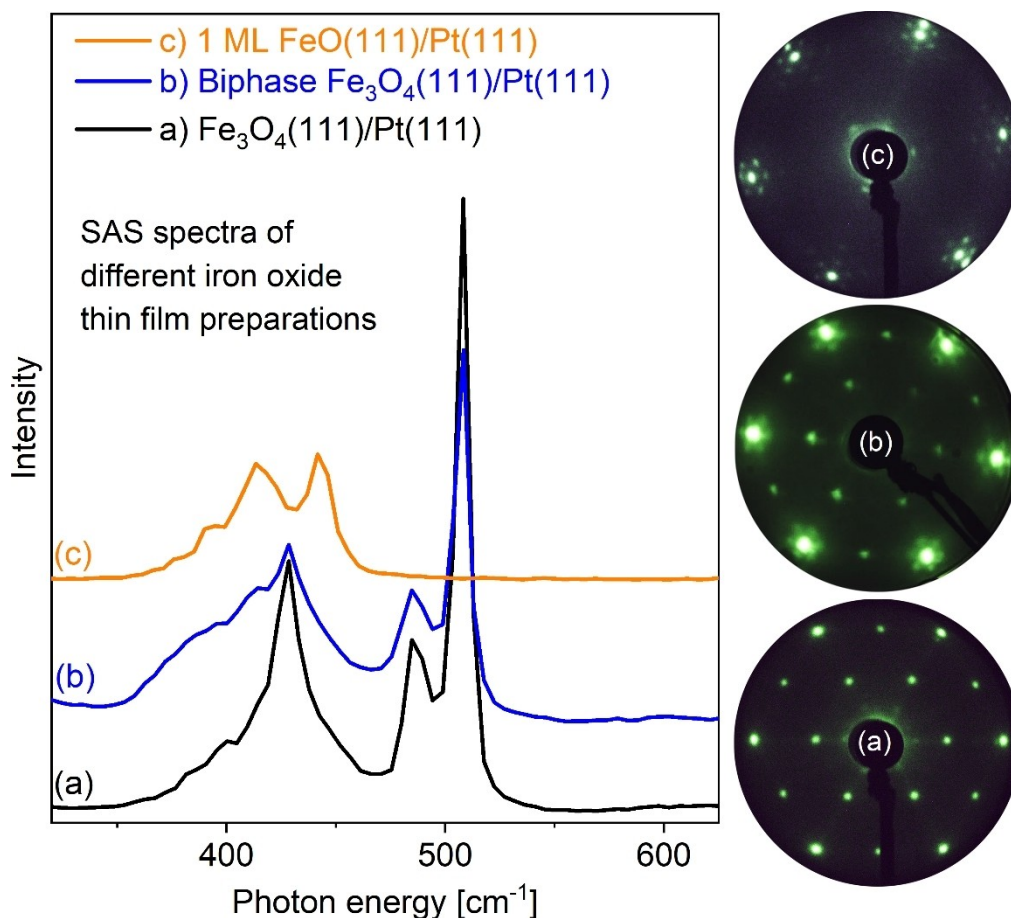 c) 1 ML FeO(111)/Pt(111)
b) Biphase Fe₃O₄(111)/Pt(111)
a) Fe₃O₄(111)/Pt(111)
SAS spectra of
different iron oxide
thin film preparations
Intensity
(c)
(b)
(a)
400
500
600
Photon energy [cm⁻¹]
(c)
(b)
(a)